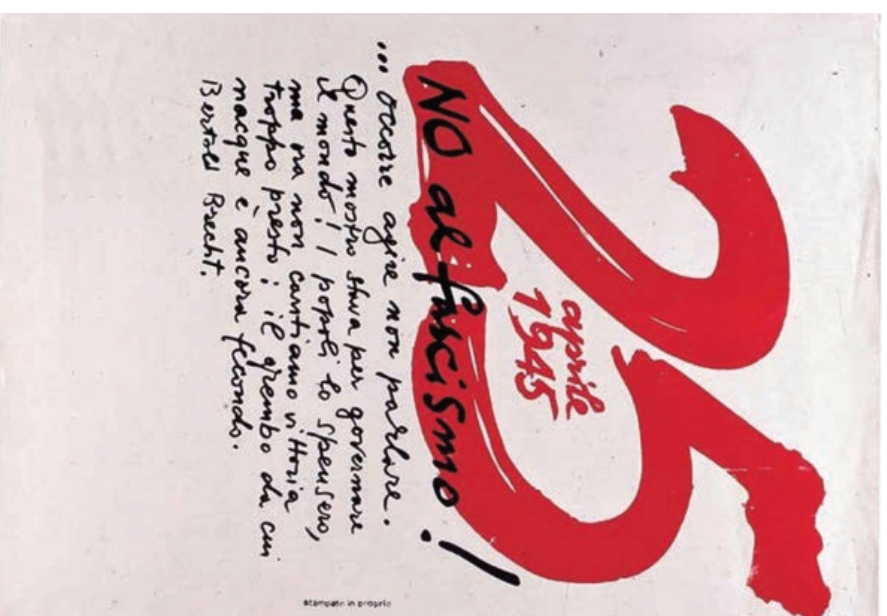 25
aprile
1945
NO al fascismo!
... occorre agire non parlare.
Questo mostro stava per governare
il mondo! I popoli lo spensero,
ma ora non cantiamo vittoria
troppo presto: il grembo da cui
nacque è ancora fecondo.
Bertold Brecht.
stampato in proprio